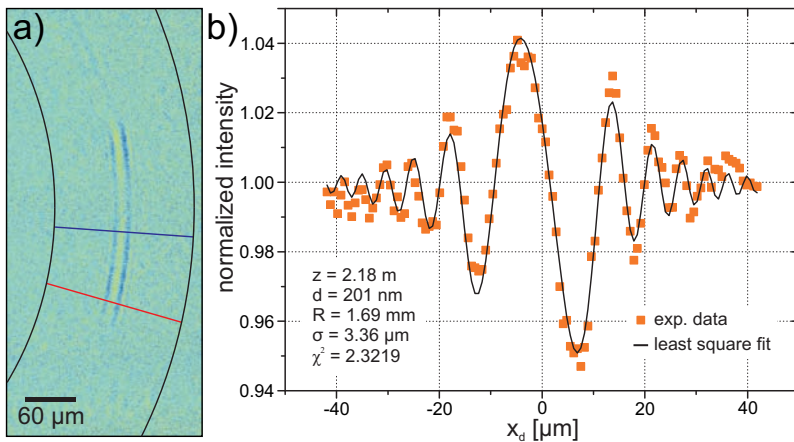 a)
60 µm
b)
normalized intensity
1.04
1.02
1.00
0.98
0.96
0.94
z = 2.18 m
d = 201 nm
R = 1.69 mm
σ = 3.36 µm
χ² = 2.3219
exp. data
least square fit
-40 -20 0 20 40
x_d [µm]